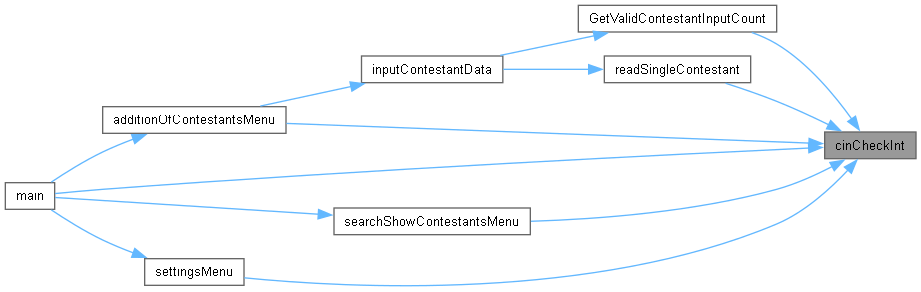 GetValidContestantInputCount
inputContestantData
readSingleContestant
additionOfContestantsMenu
cinCheckInt
main
searchShowContestantsMenu
settingsMenu